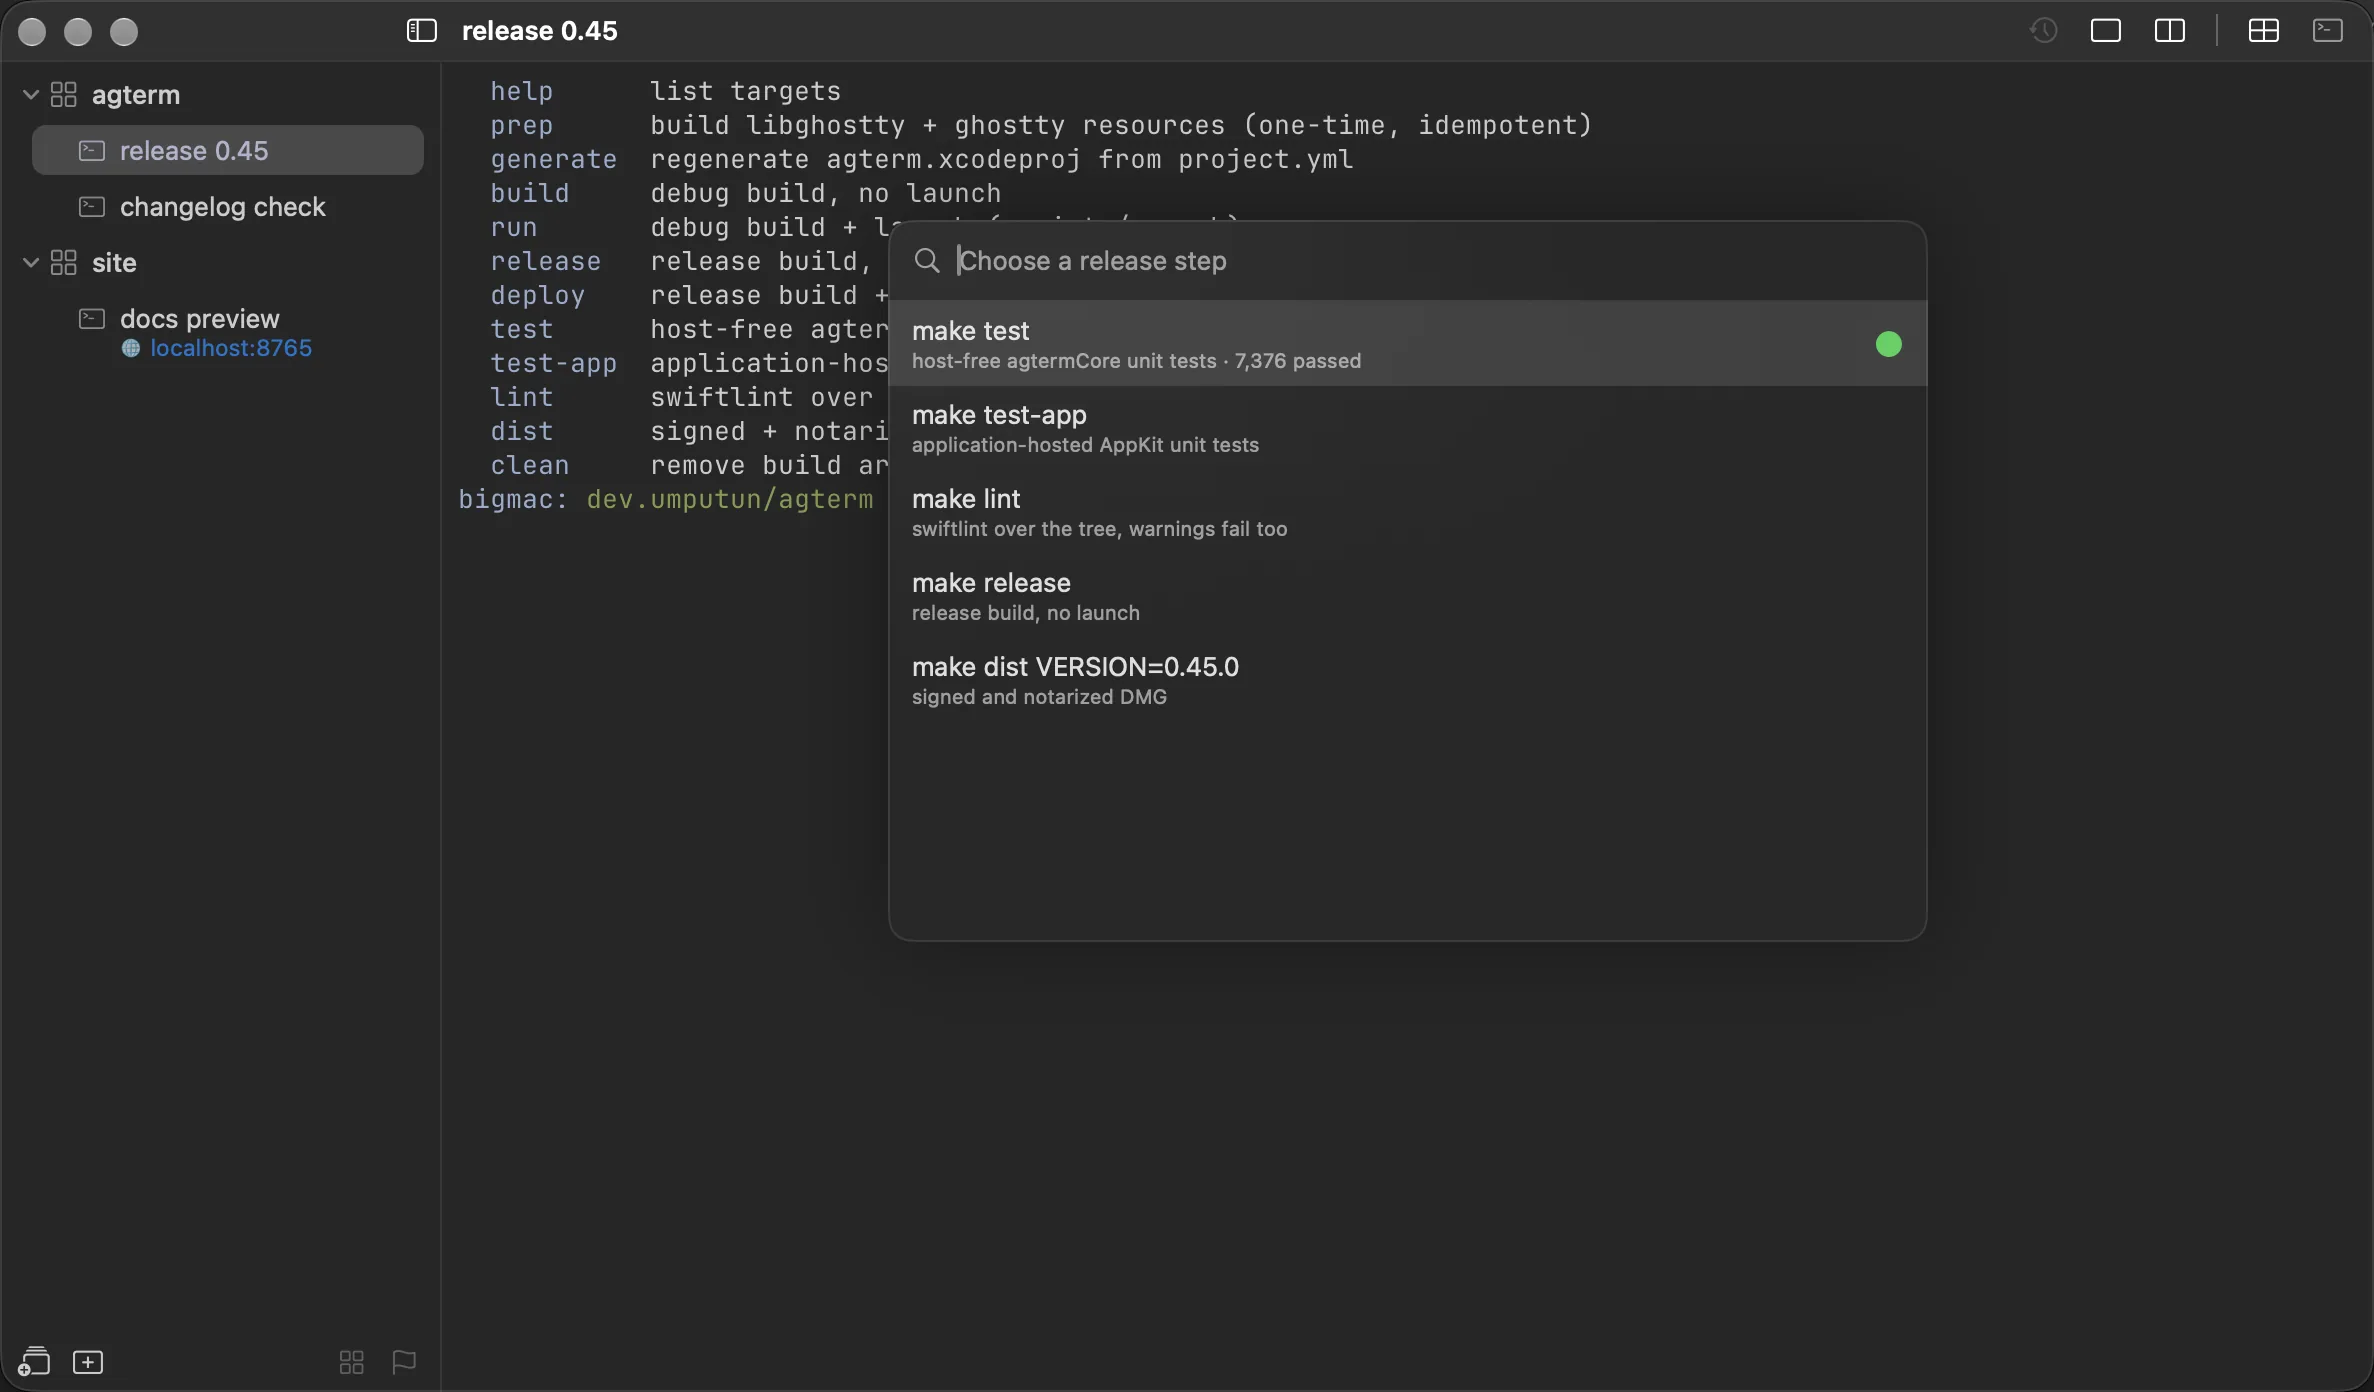 release 0.45
agterm
release 0.45
changelog check
site
docs preview
localhost:8765
help list targets
prep build libghostty + ghostty resources (one-time, idempotent)
generate regenerate agterm.xcodeproj from project.yml
build debug build, no launch
run debug build +
release release build,
deploy release build +
test host-free
test-app
lint swiftlint over
dist signed +
clean remove build
bigmac: dev.umputun/agterm
Choose a release step
make test
host-free agtermCore unit tests · 7,376 passed
make test-app
application-hosted AppKit unit tests
make lint
swiftlint over the tree, warnings fail too
make release
release build, no launch
make dist VERSION=0.45.0
signed and notarized DMG